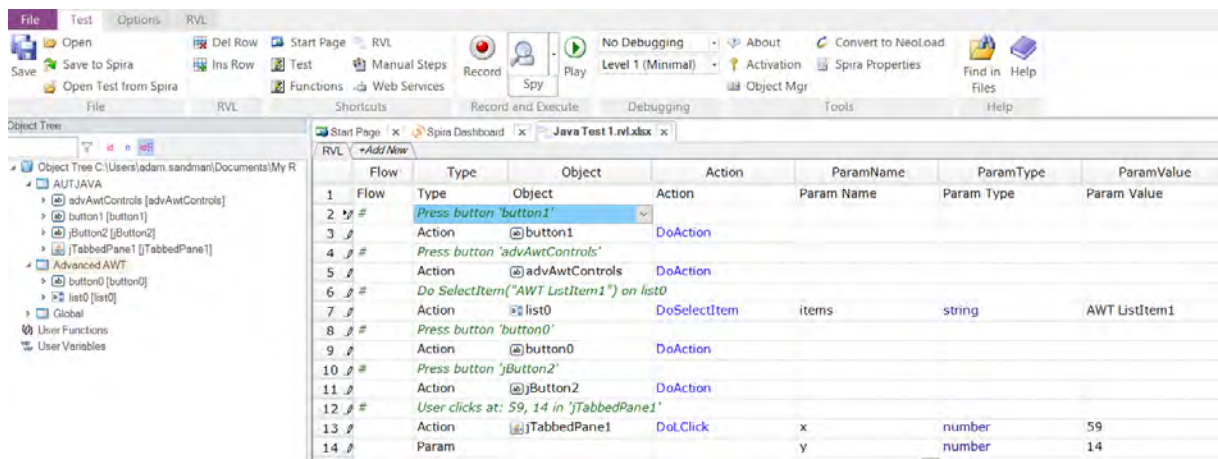 File Test Options RVL
Open Del Row Start Page RVL No Debugging About Convert to NeoLoad
Save Save to Spira Ins Row Test Manual Steps Record Spy Play Level 1 (Minimal) Activation Spira Properties Find in Files Help
Open Test from Spira Functions Web Services Object Mgr
File RVL Shortcuts Record and Execute Debugging Tools Help
Object Tree
Start Page x Spira Dashboard x Java Test 1.rvl.xlsx x
id n id
RVL +Add New
Object Tree C:\Users\adam.sandman\Documents\My R
AUTJAVA
advAwtControls [advAwtControls]
button1 [button1]
jButton2 [jButton2]
jTabbedPane1 [jTabbedPane1]
Advanced AWT
button0 [button0]
list0 [list0]
Global
User Functions
User Variables
Flow Type Object Action ParamName ParamType ParamValue
1 Flow Type Object Action Param Name Param Type Param Value
2 # Press button 'button1'
3 Action button1 DoAction
4 # Press button 'advAwtControls'
5 Action advAwtControls DoAction
6 # Do SelectItem("AWT ListItem1") on list0
7 Action list0 DoSelectItem items string AWT ListItem1
8 # Press button 'button0'
9 Action button0 DoAction
10 # Press button 'jButton2'
11 Action jButton2 DoAction
12 # User clicks at: 59, 14 in 'jTabbedPane1'
13 Action jTabbedPane1 DoLClick x number 59
14 Param y number 14